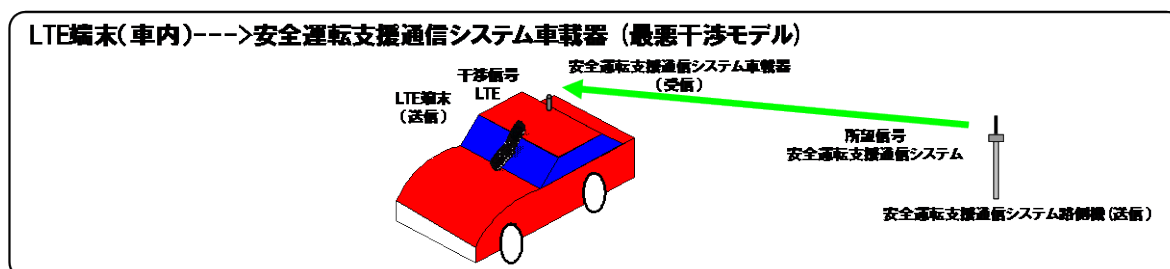 LTE端末(車内)--->安全運転支援通信システム車載器 (最悪干渉モデル)
安全運転支援通信システム車載器
(受信)
干渉信号
LTE
LTE端末
(送信)
所望信号
安全運転支援通信システム
安全運転支援通信システム路側機(送信)